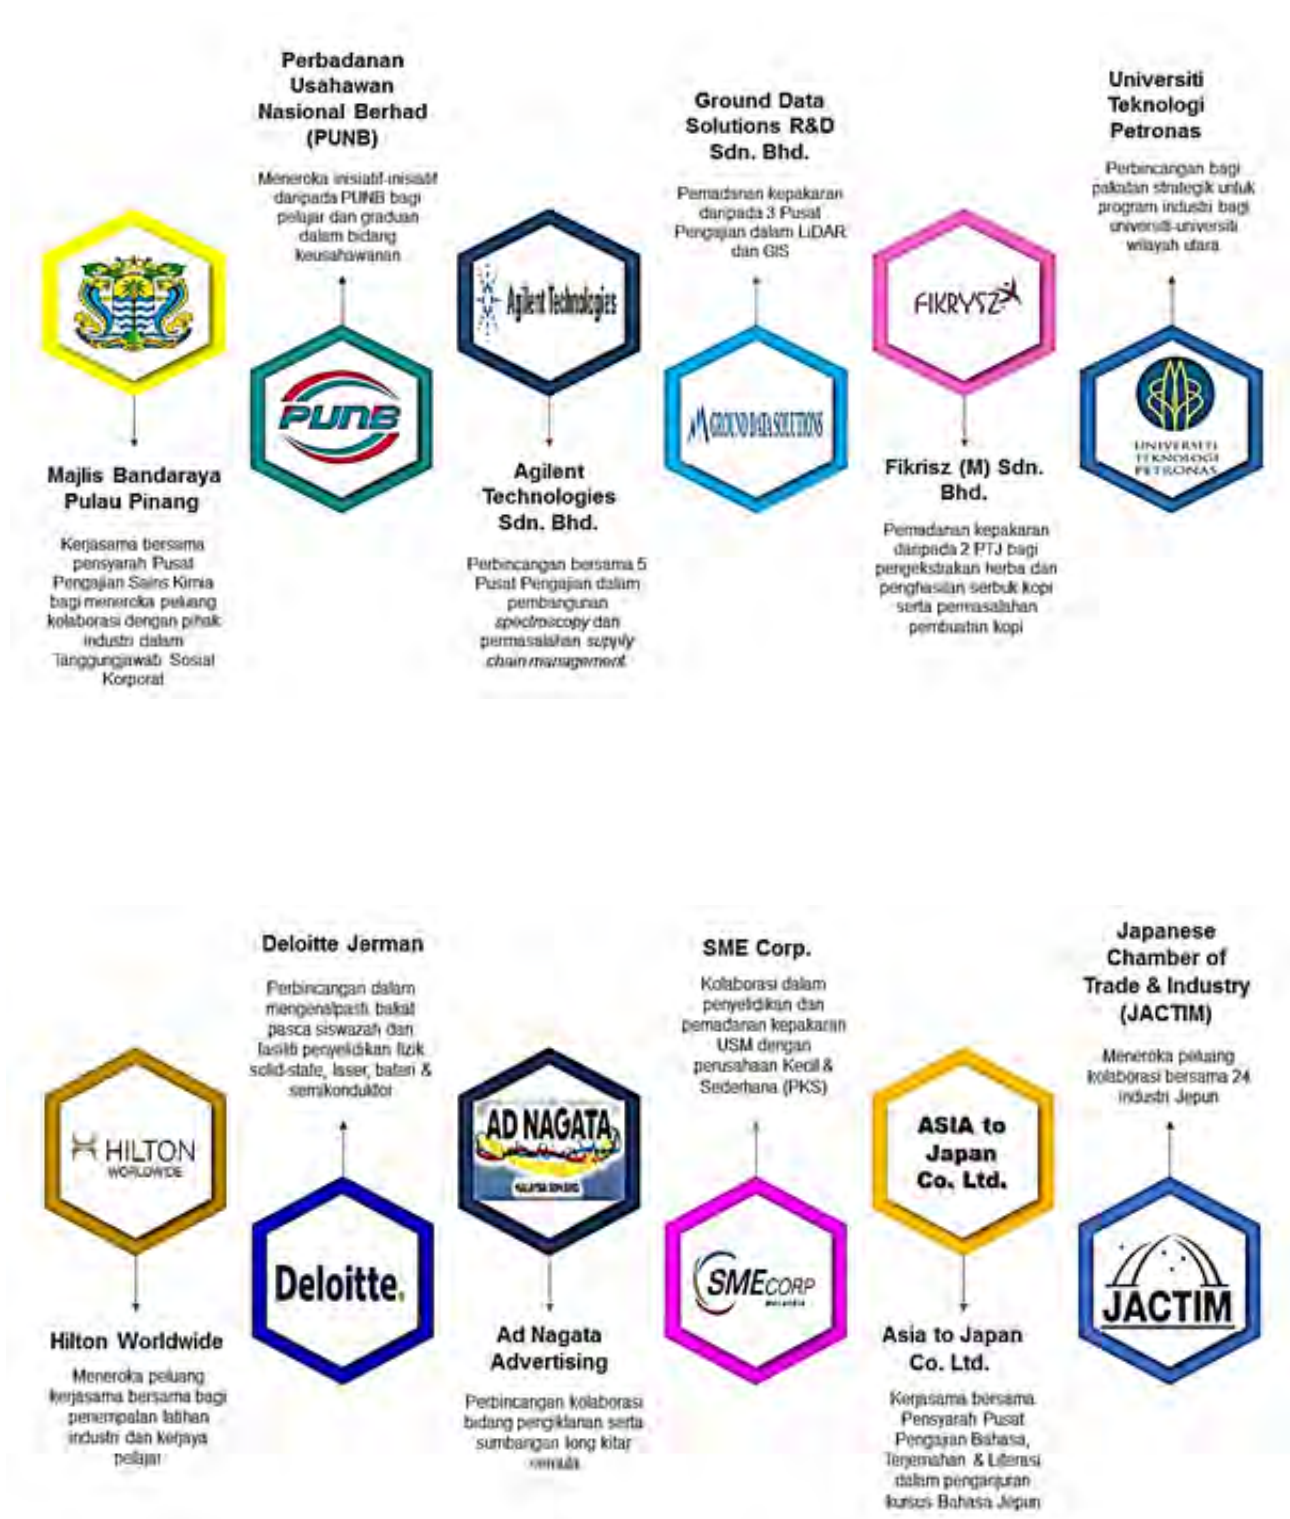 Perbadanan
Usahawan
Nasional Berhad
(PUNB)
Meneroka inisiatif-inisiatif
daripada PUNB bagi
pelajar dan graduan
dalam bidang
keusahawanan
PUNB
Majlis Bandaraya
Pulau Pinang
Kerjasama bersama
pensyarah Pusat
Pengajian Sains Kimia
bagi meneroka peluang
kolaborasi dengan pihak
industri dalam
Tanggungjawab Sosial
Korporat
Agilent Technologies
Agilent
Technologies
Sdn. Bhd.
Perbincangan bersama 5
Pusat Pengajian dalam
pembangunan
spectroscopy dan
permasalahan supply
chain management
Ground Data
Solutions R&D
Sdn. Bhd.
Pemadanan kepakaran
daripada 3 Pusat
Pengajian dalam LiDAR
dan GIS
GROUND DATA SOLUTIONS
FIKRYSZ
Fikrisz (M) Sdn.
Bhd.
Pemadanan kepakaran
daripada 2 PTJ bagi
pengekstrakan herba dan
penghasilan serbuk kopi
serta permasalahan
pembuatan kopi
Universiti
Teknologi
Petronas
Perbincangan bagi
pakatan strategik untuk
program industri bagi
universiti-universiti
wilayah utara
UNIVERSITI
TEKNOLOGI
PETRONAS
HILTON
WORLDWIDE
Hilton Worldwide
Meneroka peluang
kerjasama bersama bagi
penempatan latihan
industri dan kerjaya
pelajar
Deloitte Jerman
Perbincangan dalam
mengenalpasti bakat
pasca siswazah dan
fasiliti penyelidikan fizik
solid-state, laser, bateri &
semikonduktor
Deloitte.
AD NAGATA
MALAYSIA SDN BHD
Ad Nagata
Advertising
Perbincangan kolaborasi
bidang pengiklanan serta
sumbangan tong kitar
semula
SME Corp.
Kolaborasi dalam
penyelidikan dan
pemadanan kepakaran
USM dengan
perusahaan Kecil &
Sederhana (PKS)
SMECORP
Malaysia
ASIA to
Japan
Co. Ltd.
Asia to Japan
Co. Ltd.
Kerjasama bersama
Pensyarah Pusat
Pengajian Bahasa,
Terjemahan & Literasi
dalam penganjuran
kursus Bahasa Jepun
Japanese
Chamber of
Trade & Industry
(JACTIM)
Meneroka peluang
kolaborasi bersama 24
industri Jepun
JACTIM